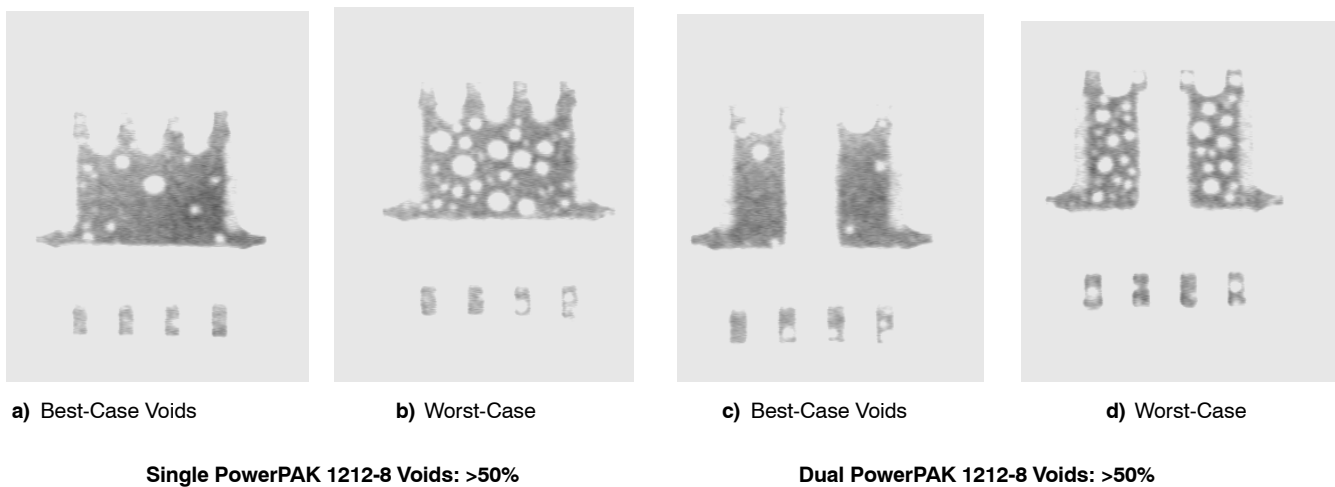 a) Best-Case Voids
b) Worst-Case
c) Best-Case Voids
d) Worst-Case
Single PowerPAK 1212-8 Voids: >50%
Dual PowerPAK 1212-8 Voids: >50%